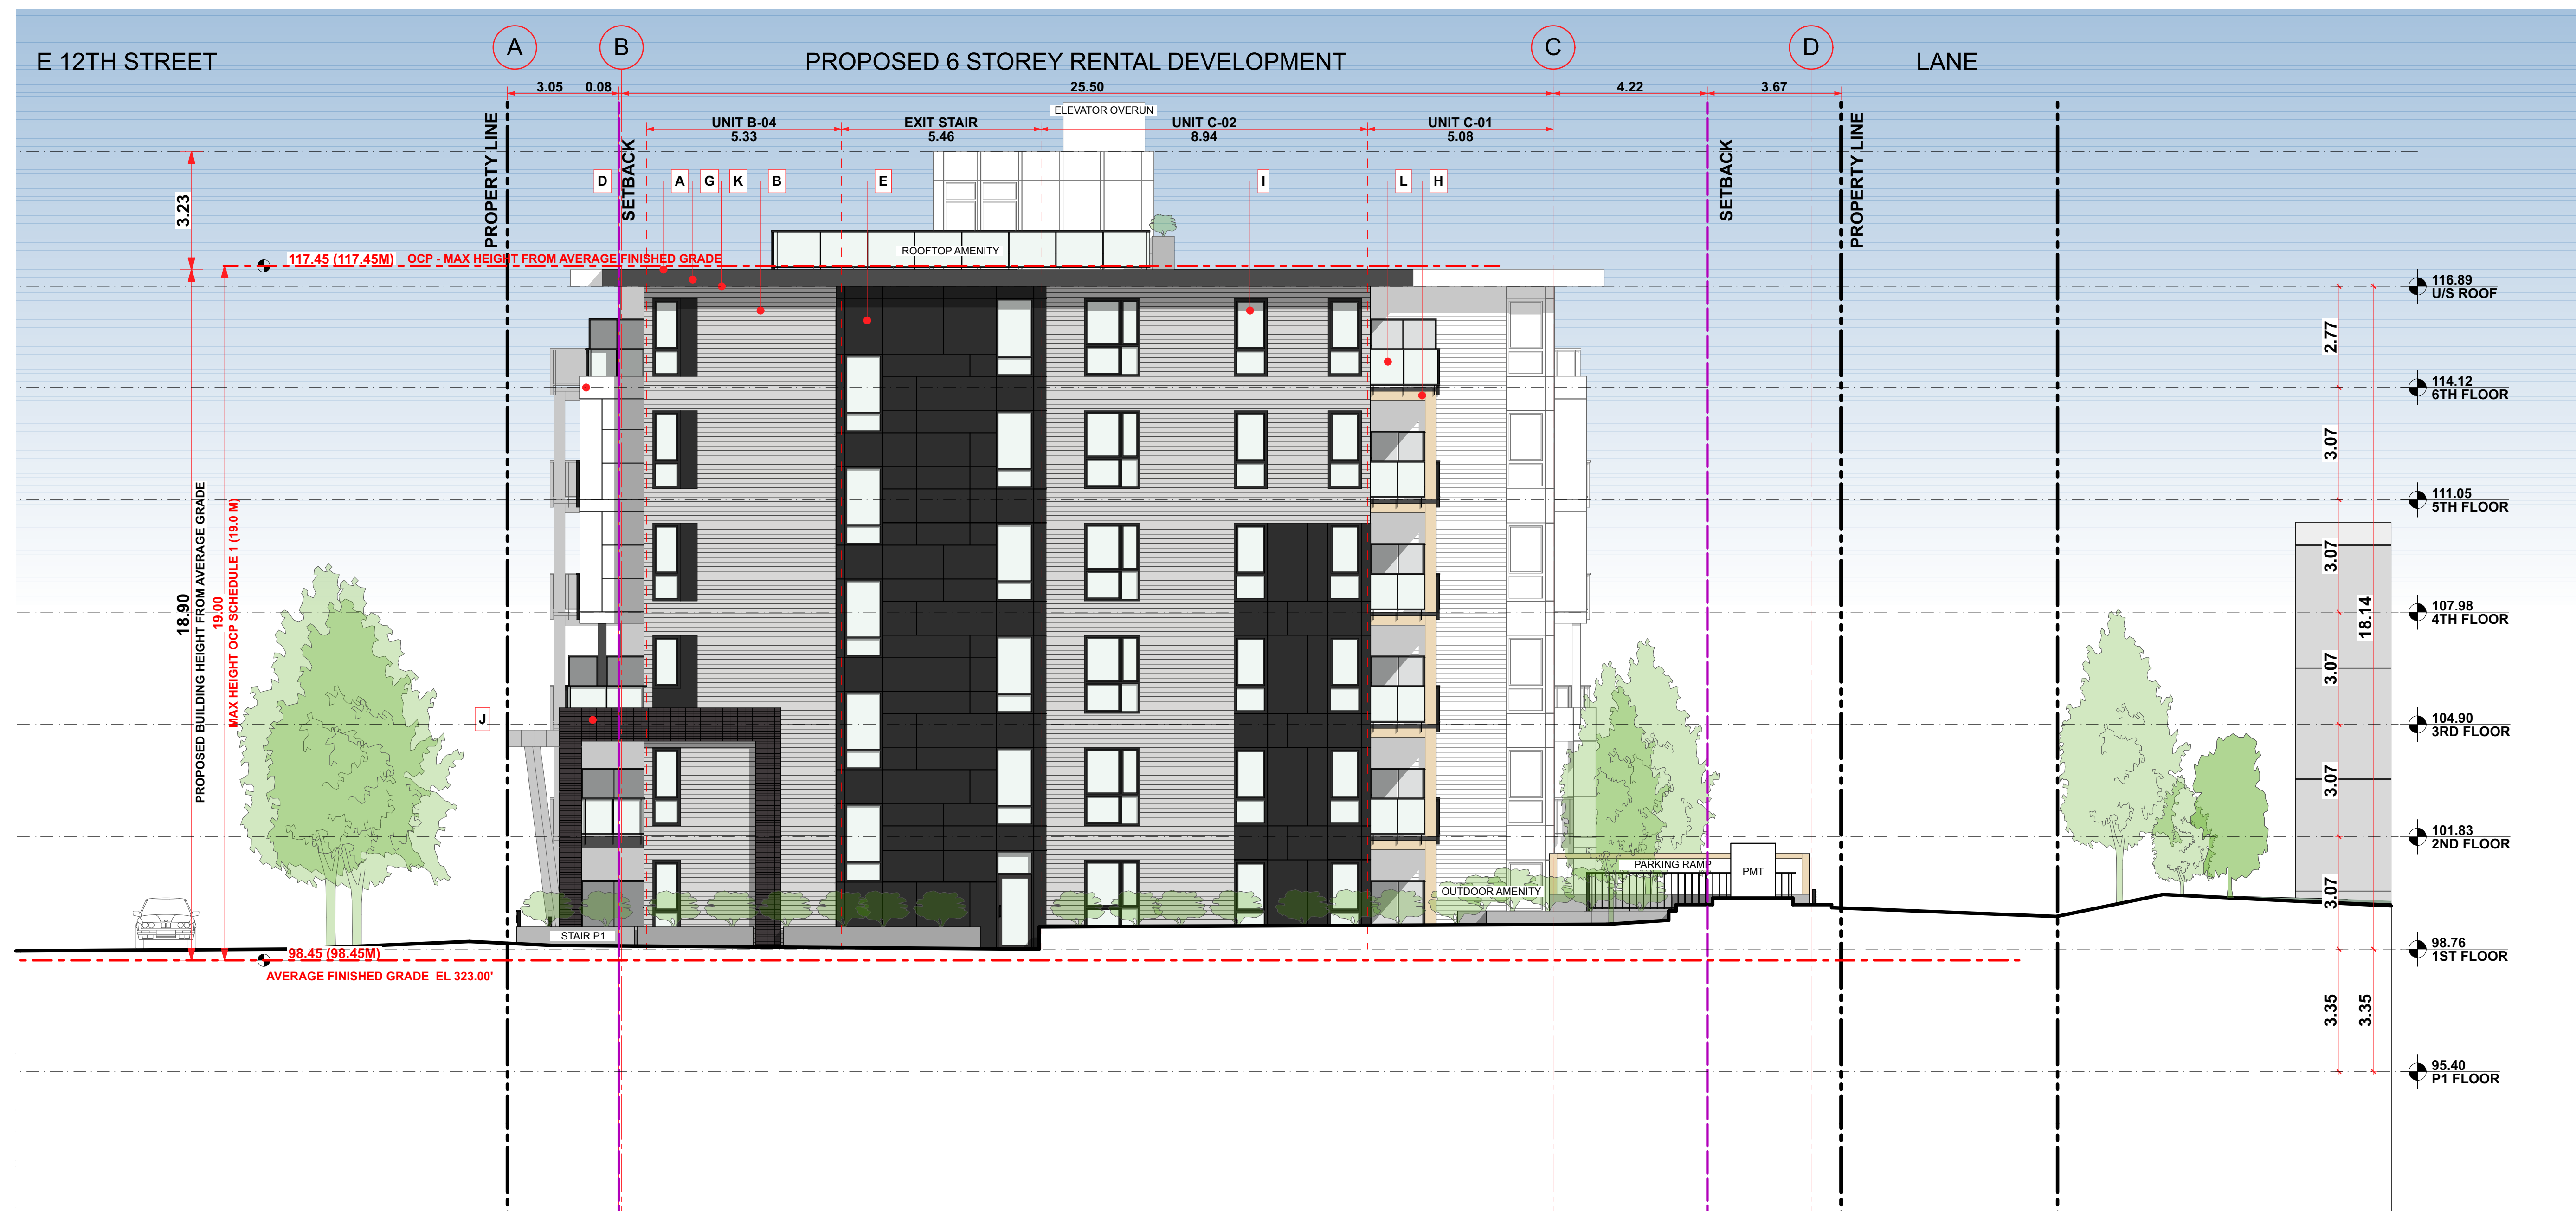 A
B
C
D
E 12TH STREET
PROPOSED 6 STOREY RENTAL DEVELOPMENT
LANE
3.05
0.08
25.50
4.22
3.67
ELEVATOR OVERUN
UNIT B-04
5.33
EXIT STAIR
5.46
UNIT C-02
8.94
UNIT C-01
5.08
PROPERTY LINE
SETBACK
SETBACK
PROPERTY LINE
D
A
G
K
B
E
I
L
H
3.23
ROOFTOP AMENITY
117.45 (117.45M)
OCP - MAX HEIGHT FROM AVERAGE FINISHED GRADE
116.89
U/S ROOF
2.77
114.12
6TH FLOOR
3.07
111.05
5TH FLOOR
3.07
107.98
4TH FLOOR
18.14
3.07
104.90
3RD FLOOR
3.07
101.83
2ND FLOOR
3.07
98.76
1ST FLOOR
3.35
3.35
95.40
P1 FLOOR
18.90
PROPOSED BUILDING HEIGHT FROM AVERAGE GRADE
19.00
MAX HEIGHT OCP SCHEDULE 1 (19.0 M)
J
PARKING RAMP
PMT
OUTDOOR AMENITY
STAIR P1
98.45 (98.45M)
AVERAGE FINISHED GRADE EL 323.00'